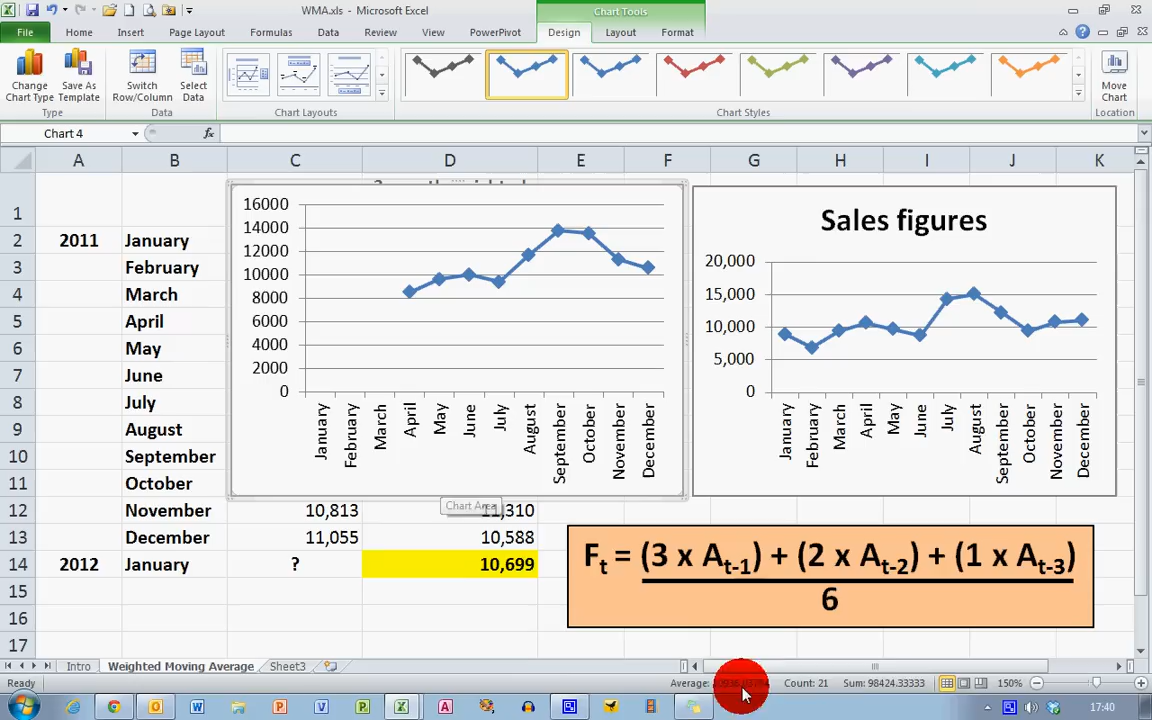 WMA.xls - Microsoft Excel
Chart Tools
File Home Insert Page Layout Formulas Data Review View PowerPivot Design Layout Format
Change Chart Type
Save As Template
Switch Row/Column
Select Data
Move Chart
Type Data Chart Layouts Chart Styles Location
Chart 4 fx
A B C D E F G H I J K
1
2 2011 January
3 February
4 March
5 April
6 May
7 June
8 July
9 August
10 September
11 October
12 November 10,813 11,310
13 December 11,055 10,588
14 2012 January ? 10,699
15
16
17
16000
14000
12000
10000
8000
6000
4000
2000
0
January February March April May June July August September October November December
Chart Area
Sales figures
20,000
15,000
10,000
5,000
0
January February March April May June July August September October November December
Ft = (3 x At-1) + (2 x At-2) + (1 x At-3)
6
Intro Weighted Moving Average Sheet3
Ready Average: Count: 21 Sum: 98424.33333 150%
17:40